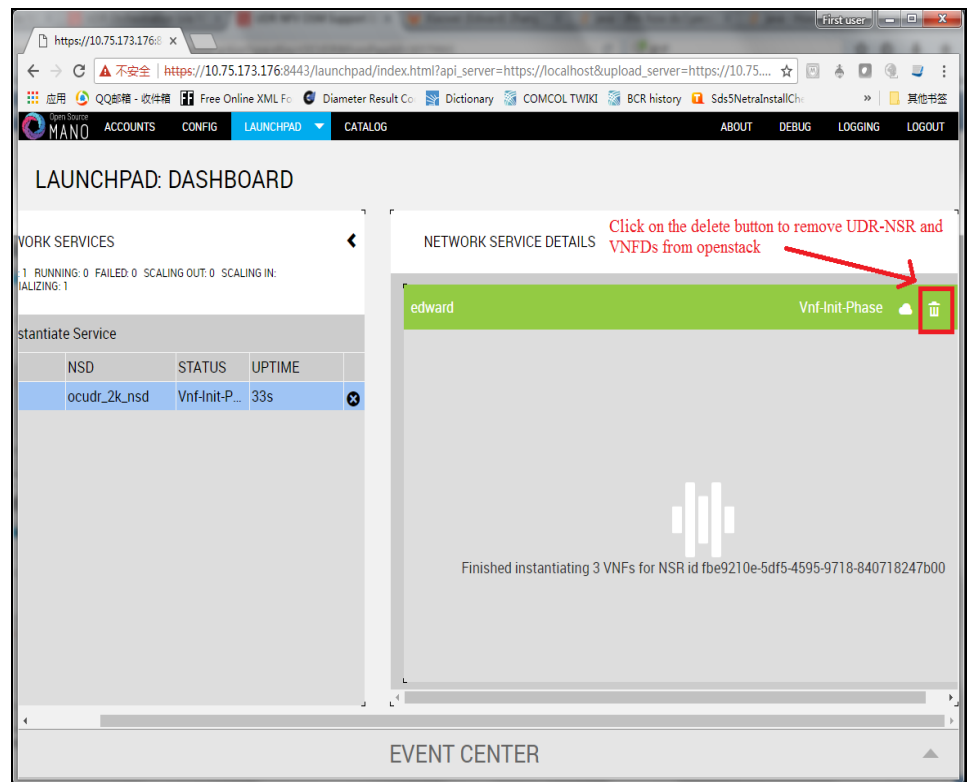 First user
https://10.75.173.176:8
不安全 | https://10.75.173.176:8443/launchpad/index.html?api_server=https://localhost&upload_server=https://10.75....
应用 QQ邮箱 - 收件箱 Free Online XML Fo Diameter Result Co Dictionary COMCOL TWIKI BCR history Sds5NetraInstallCh » 其他书签
Open Source
MANO ACCOUNTS CONFIG LAUNCHPAD CATALOG ABOUT DEBUG LOGGING LOGOUT
LAUNCHPAD: DASHBOARD
WORK SERVICES
: 1 RUNNING: 0 FAILED: 0 SCALING OUT: 0 SCALING IN:
IALIZING: 1
stantiate Service
NSD STATUS UPTIME
ocudr_2k_nsd Vnf-Init-P... 33s
NETWORK SERVICE DETAILS
Click on the delete button to remove UDR-NSR and
VNFDs from openstack
edward Vnf-Init-Phase
Finished instantiating 3 VNFs for NSR id fbe9210e-5df5-4595-9718-840718247b00
EVENT CENTER